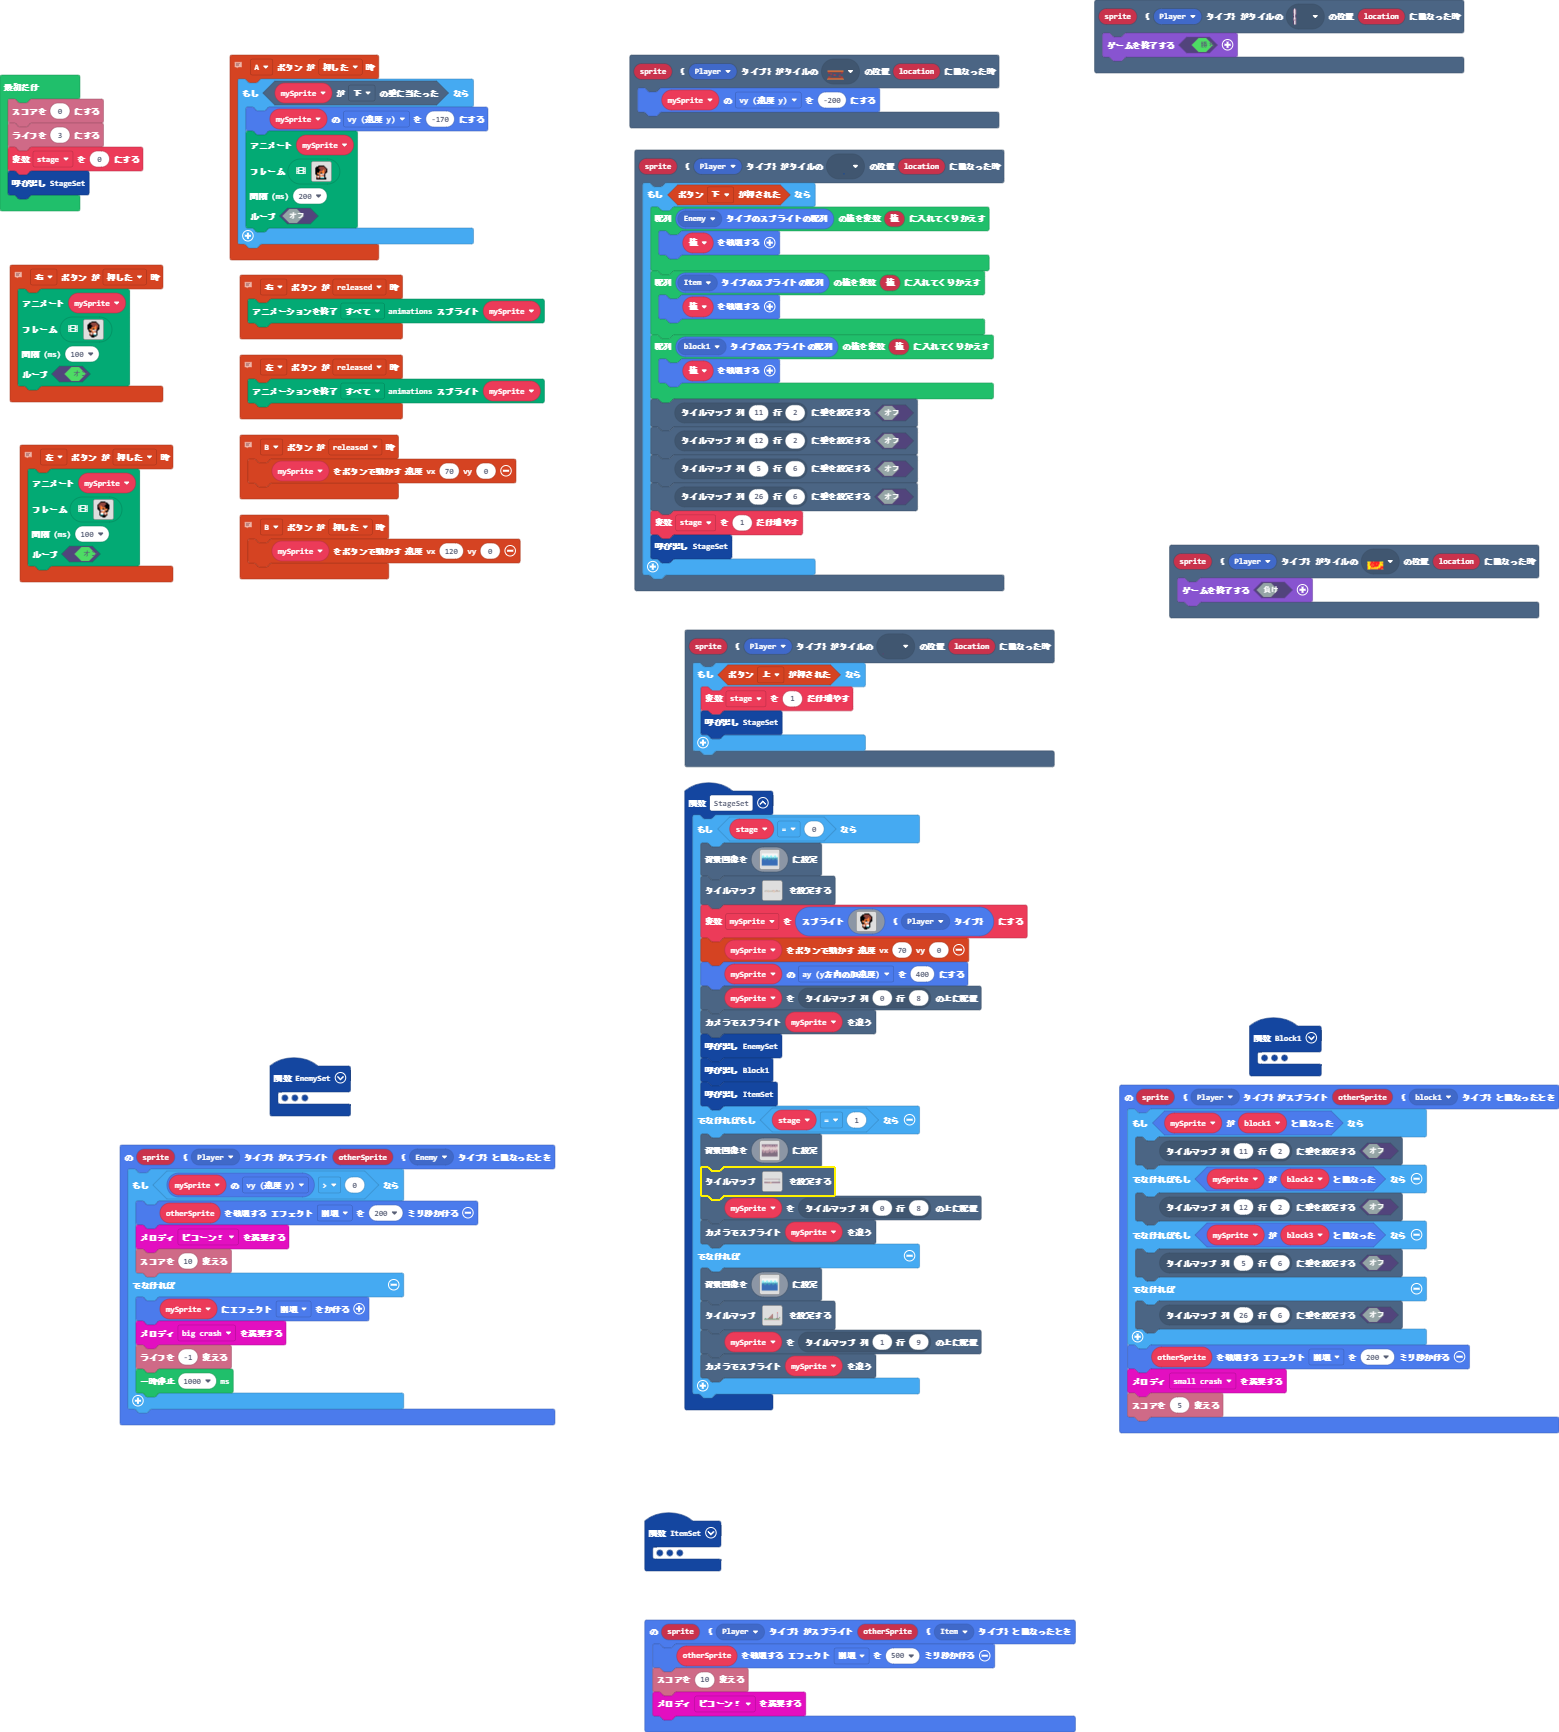 最初だけ
スコアを 0 にする
ライフを 3 にする
変数 stage を 0 にする
呼び出し StageSet
A ボタン が 押した 時
もし mySprite が 下 の壁に当たった なら
mySprite の vy (速度 y) を -170 にする
アニメート mySprite
フレーム
間隔 (ms) 200
ループ オフ
右 ボタン が 押した 時
アニメート mySprite
フレーム
間隔 (ms) 100
ループ オ
左 ボタン が 押した 時
アニメート mySprite
フレーム
間隔 (ms) 100
ループ オ
右 ボタン が released 時
アニメーションを終了 すべて animations スプライト mySprite
左 ボタン が released 時
アニメーションを終了 すべて animations スプライト mySprite
B ボタン が released 時
mySprite をボタンで動かす 速度 vx 70 vy 0
B ボタン が 押した 時
mySprite をボタンで動かす 速度 vx 120 vy 0
sprite { Player タイプ} がタイルの の位置 location に重なった時
mySprite の vy (速度 y) を -200 にする
sprite { Player タイプ} がタイルの の位置 location に重なった時
もし ボタン 下 が押された なら
配列 Enemy タイプのスプライトの配列 の値を変数 値 に入れてくりかえす
値 を破壊する
配列 Item タイプのスプライトの配列 の値を変数 値 に入れてくりかえす
値 を破壊する
配列 block1 タイプのスプライトの配列 の値を変数 値 に入れてくりかえす
値 を破壊する
タイルマップ 列 11 行 2 に壁を設定する オフ
タイルマップ 列 12 行 2 に壁を設定する オフ
タイルマップ 列 5 行 6 に壁を設定する オフ
タイルマップ 列 26 行 6 に壁を設定する オフ
変数 stage を 1 だけ増やす
呼び出し StageSet
sprite { Player タイプ} がタイルの の位置 location に重なった時
もし ボタン 上 が押された なら
変数 stage を 1 だけ増やす
呼び出し StageSet
sprite { Player タイプ} がタイルの の位置 location に重なった時
ゲームを終了する
sprite { Player タイプ} がタイルの の位置 location に重なった時
ゲームを終了する 負け
関数 StageSet
もし stage = 0 なら
背景画像を に設定
タイルマップ を設定する
変数 mySprite を スプライト { Player タイプ} にする
mySprite をボタンで動かす 速度 vx 70 vy 0
mySprite の ay (y方向の加速度) を 400 にする
mySprite を タイルマップ 列 0 行 8 の上に配置
カメラでスプライト mySprite を追う
呼び出し EnemySet
呼び出し Block1
呼び出し ItemSet
でなければもし stage = 1 なら
背景画像を に設定
タイルマップ を設定する
mySprite を タイルマップ 列 0 行 8 の上に配置
カメラでスプライト mySprite を追う
でなければ
背景画像を に設定
タイルマップ を設定する
mySprite を タイルマップ 列 1 行 9 の上に配置
カメラでスプライト mySprite を追う
関数 EnemySet
の sprite { Player タイプ} がスプライト otherSprite { Enemy タイプ} と重なったとき
もし mySprite の vy (速度 y) > 0 なら
otherSprite を破壊する エフェクト 崩壊 を 200 ミリ秒かける
メロディ ピコーン! を演奏する
スコアを 10 変える
でなければ
mySprite にエフェクト 崩壊 をかける
メロディ big crash を演奏する
ライフを -1 変える
一時停止 1000 ms
関数 Block1
の sprite { Player タイプ} がスプライト otherSprite { block1 タイプ} と重なったとき
もし mySprite が block1 と重なった なら
タイルマップ 列 11 行 2 に壁を設定する オフ
でなければもし mySprite が block2 と重なった なら
タイルマップ 列 12 行 2 に壁を設定する オフ
でなければもし mySprite が block3 と重なった なら
タイルマップ 列 5 行 6 に壁を設定する オフ
でなければ
タイルマップ 列 26 行 6 に壁を設定する オフ
otherSprite を破壊する エフェクト 崩壊 を 200 ミリ秒かける
メロディ small crash を演奏する
スコアを 5 変える
関数 ItemSet
の sprite { Player タイプ} がスプライト otherSprite { Item タイプ} と重なったとき
otherSprite を破壊する エフェクト 崩壊 を 500 ミリ秒かける
スコアを 10 変える
メロディ ピコーン! を演奏する